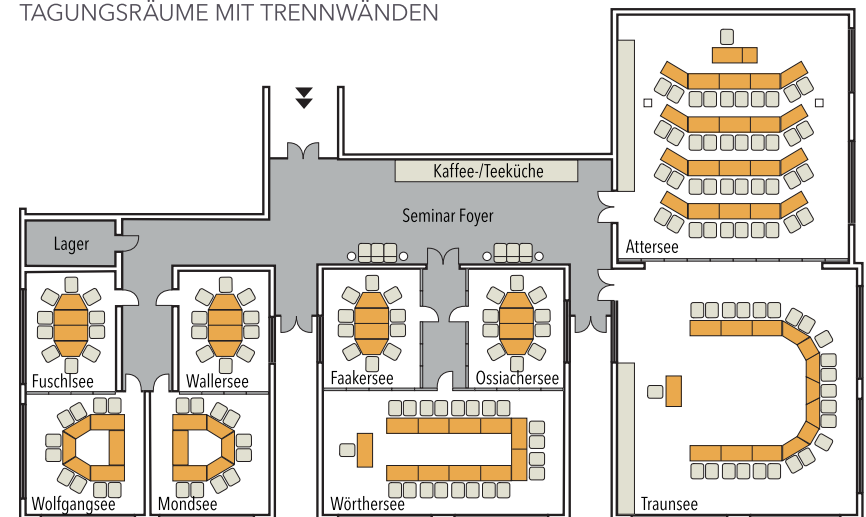 TAGUNGSRÄUME MIT TRENNWÄNDEN
Kaffee-/Teeküche
Seminar Foyer
Lager
Attersee
Fuschlsee
Wallersee
Faakersee
Ossiachersee
Wolfgangsee
Mondsee
Wörthersee
Traunsee